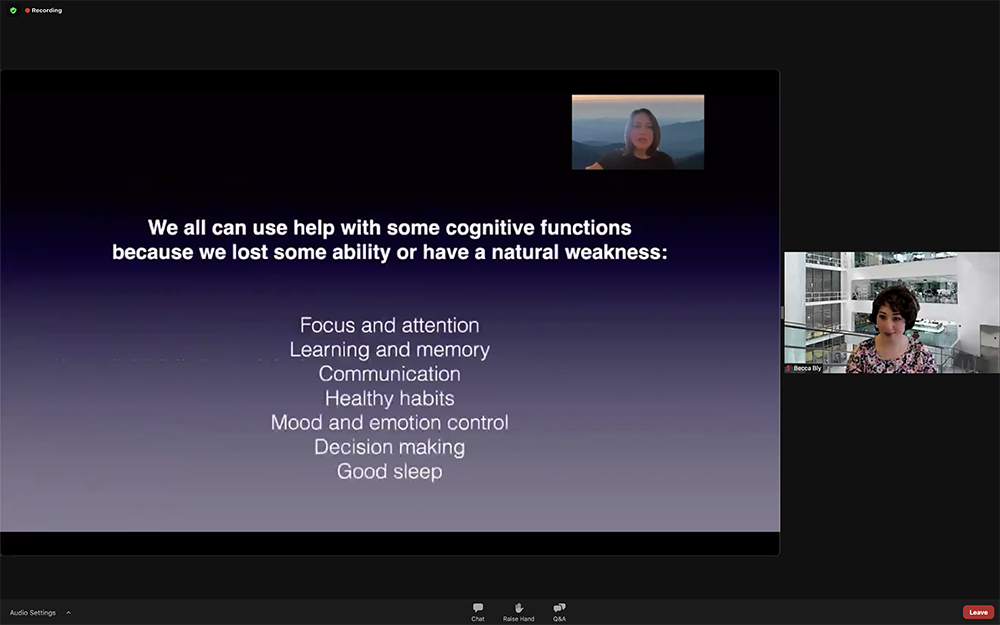 Recording
We all can use help with some cognitive functions
because we lost some ability or have a natural weakness:
Focus and attention
Learning and memory
Communication
Healthy habits
Mood and emotion control
Decision making
Good sleep
Becca Bly
Audio Settings
Chat
Raise Hand
Q&A
Leave